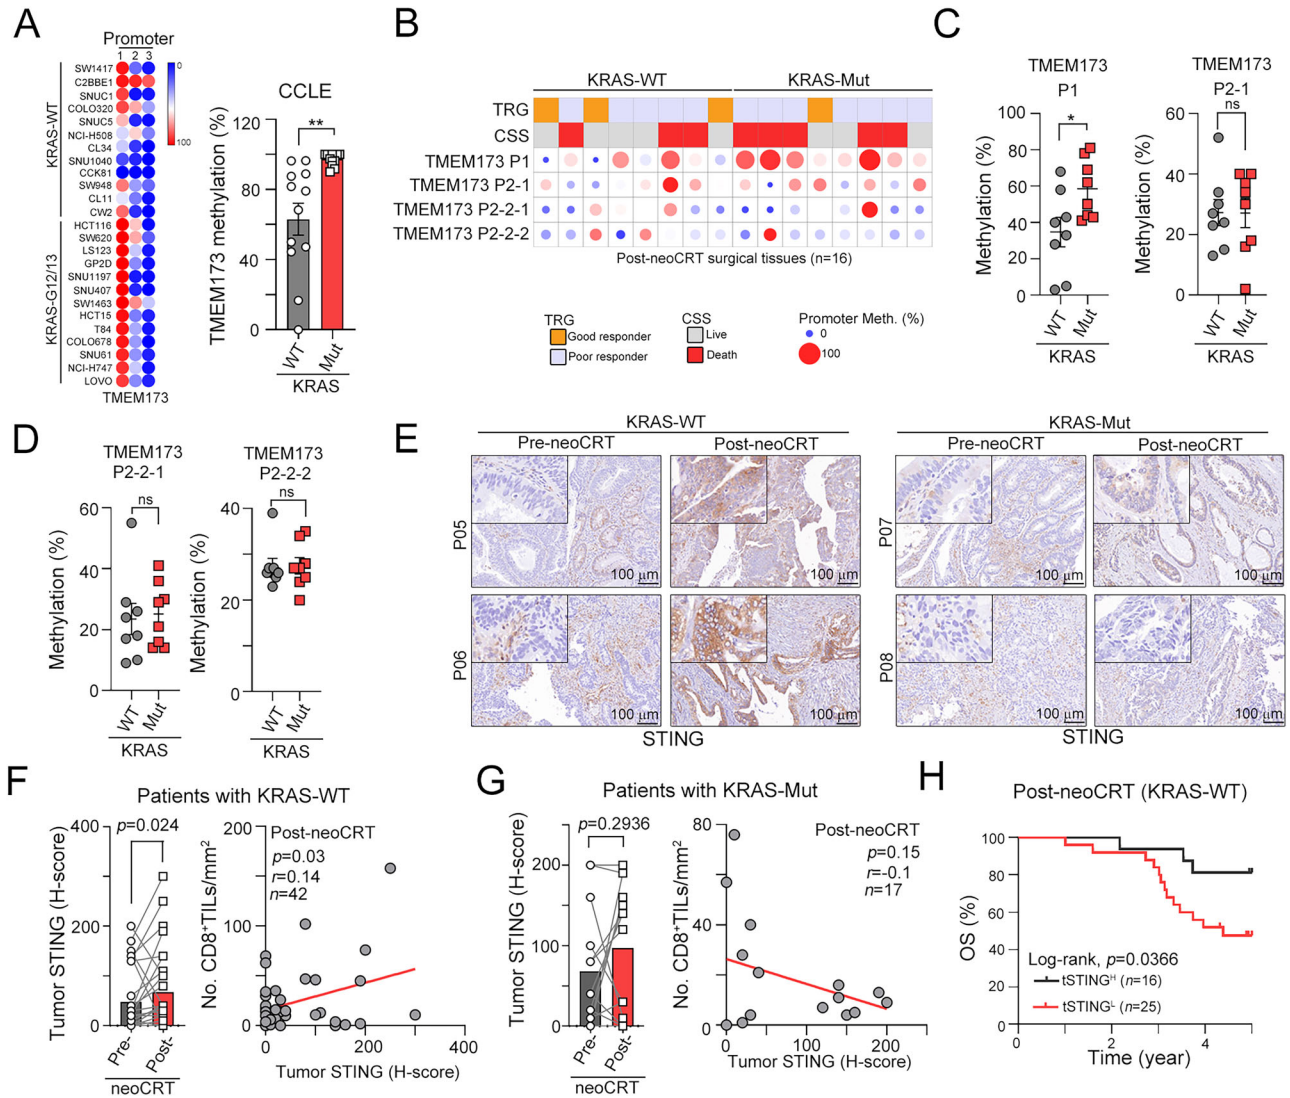 A
Promoter
1 2 3
KRAS-WT
SW1417
C2BBE1
SNUC1
COLO320
SNUC5
NCI-H508
CL34
SNU1040
CCK81
SW948
CL11
CW2
KRAS-G12/13
HCT116
SW620
LS123
GP2D
SNU1197
SNU407
SW1463
HCT15
T84
COLO678
SNU61
NCI-H747
LOVO
TMEM173
0
100
CCLE
**
TMEM173 methylation (%)
120
80
40
0
WT
Mut
KRAS
B
KRAS-WT
KRAS-Mut
TRG
CSS
TMEM173 P1
TMEM173 P2-1
TMEM173 P2-2-1
TMEM173 P2-2-2
Post-neoCRT surgical tissues (n=16)
TRG
Good responder
Poor responder
CSS
Live
Death
Promoter Meth. (%)
0
100
C
TMEM173
P1
*
Methylation (%)
100
80
60
40
20
0
WT
Mut
KRAS
TMEM173
P2-1
ns
Methylation (%)
60
40
20
0
WT
Mut
KRAS
D
TMEM173
P2-2-1
ns
Methylation (%)
60
40
20
0
WT
Mut
KRAS
TMEM173
P2-2-2
ns
Methylation (%)
40
20
0
WT
Mut
KRAS
E
KRAS-WT
Pre-neoCRT
Post-neoCRT
KRAS-Mut
Pre-neoCRT
Post-neoCRT
P05
100 μm
100 μm
P07
100 μm
100 μm
P06
100 μm
100 μm
P08
100 μm
100 μm
STING
STING
F
Patients with KRAS-WT
p=0.024
Tumor STING (H-score)
400
200
0
Pre-
Post-
neoCRT
Post-neoCRT
p=0.03
r=0.14
n=42
No. CD8+TILs/mm2
200
100
0
0
200
400
Tumor STING (H-score)
G
Patients with KRAS-Mut
p=0.2936
Tumor STING (H-score)
200
100
0
Pre-
Post-
neoCRT
Post-neoCRT
p=0.15
r=-0.1
n=17
No. CD8+TILs/mm2
80
40
0
0
100
200
Tumor STING (H-score)
H
Post-neoCRT (KRAS-WT)
OS (%)
100
80
60
40
20
0
Log-rank, p=0.0366
tSTINGH (n=16)
tSTINGL (n=25)
0
2
4
Time (year)